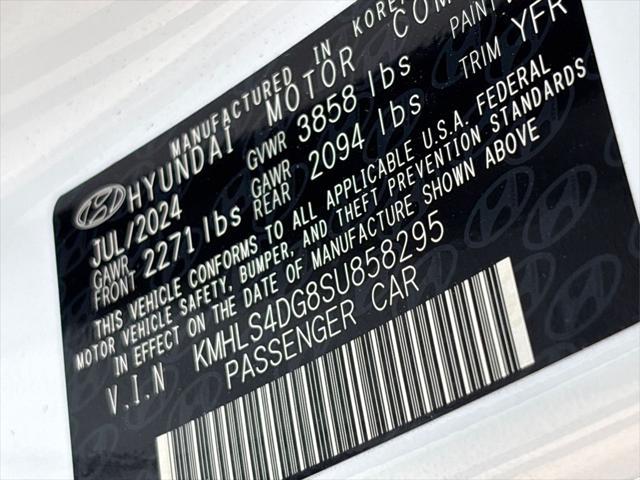 MANUFACTURED IN KOREA
HYUNDAI MOTOR COM
PAINT
JUL/2024 GVWR 3858 lbs TRIM YFR
GAWR FRONT 2271 lbs GAWR REAR 2094 lbs
THIS VEHICLE CONFORMS TO ALL APPLICABLE U.S.A. FEDERAL
MOTOR VEHICLE SAFETY, BUMPER, AND THEFT PREVENTION STANDARDS
IN EFFECT ON THE DATE OF MANUFACTURE SHOWN ABOVE
V.I.N KMHLS4DG8SU858295
PASSENGER CAR